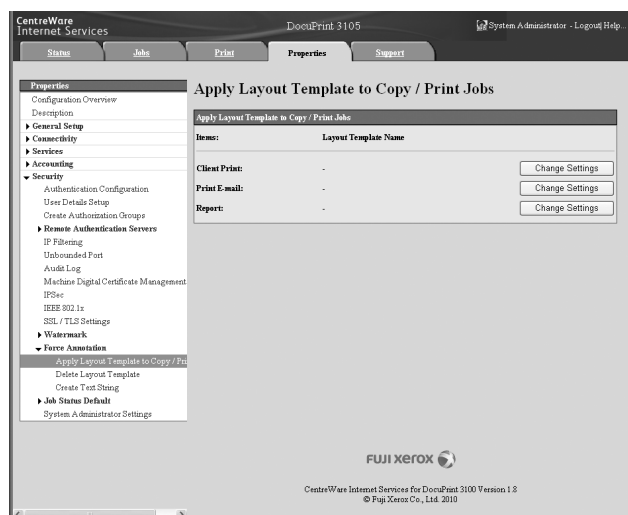 CentreWare
Internet Services
DocuPrint 3105
System Administrator - Logout| Help...
Status
Jobs
Print
Properties
Support
Properties
Configuration Overview
Description
General Setup
Connectivity
Services
Accounting
Security
Authentication Configuration
User Details Setup
Create Authorization Groups
Remote Authentication Servers
IP Filtering
Unbounded Port
Audit Log
Machine Digital Certificate Management
IPSec
IEEE 802.1x
SSL / TLS Settings
Watermark
Force Annotation
Apply Layout Template to Copy / Pri
Delete Layout Template
Create Text String
Job Status Default
System Administrator Settings
Apply Layout Template to Copy / Print Jobs
Apply Layout Template to Copy / Print Jobs
Items: Layout Template Name
Client Print: - Change Settings
Print E-mail: - Change Settings
Report: - Change Settings
FUJI XEROX
CentreWare Internet Services for DocuPrint 3100 Version 1.8
© Fuji Xerox Co., Ltd. 2010